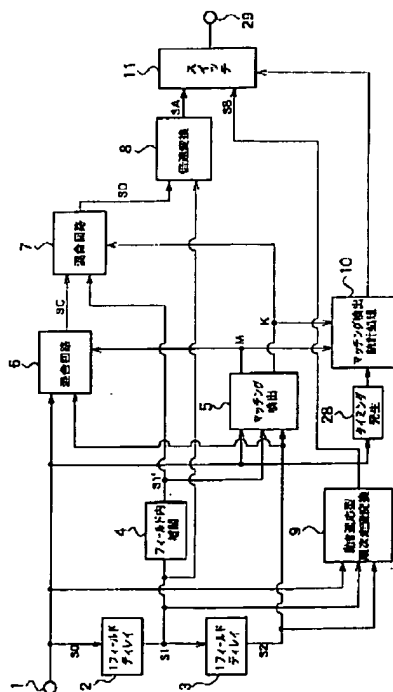 29
11
スイッチ
SA
SB
8
倍速変換
SD
7
混合回路
SC
6
混合回路
10
マッチング検出
統計処理
K
M
5
マッチング
検出
28
タイミング
発生
S1'
4
フィールド内
補間
9
動き適応型
順次走査変換
1
S0
2
1フィールド
ディレイ
S1
3
1フィールド
ディレイ
S2